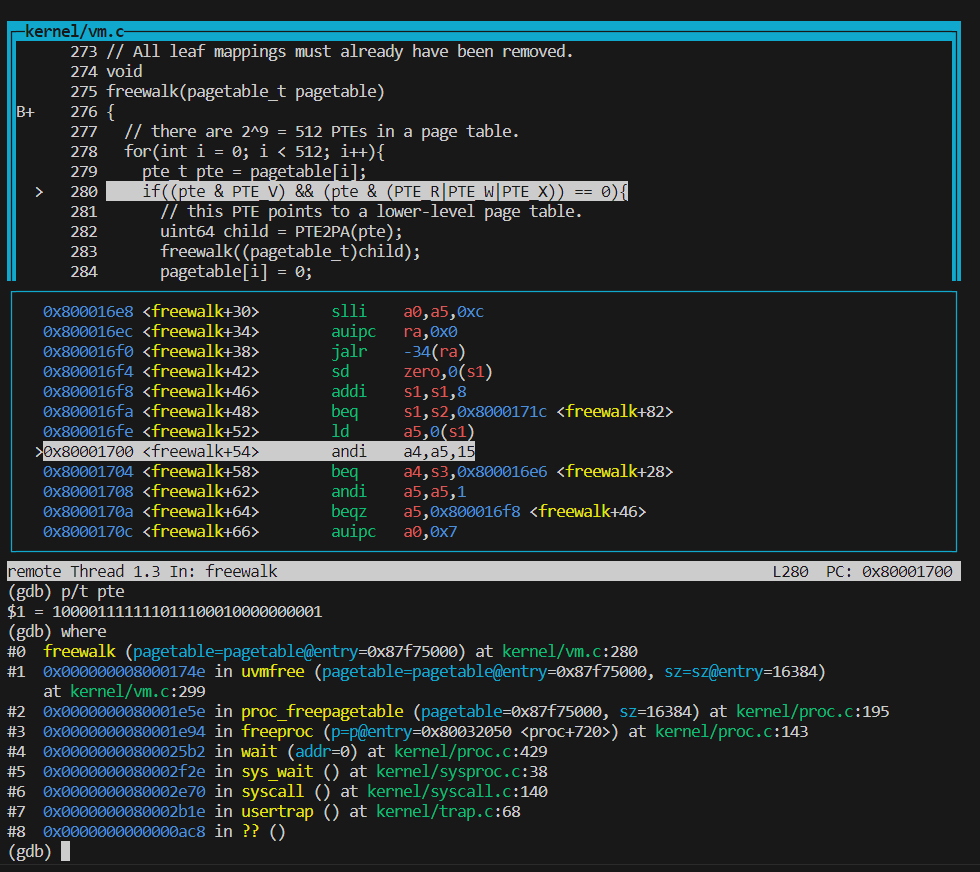 kernel/vm.c
273 // All leaf mappings must already have been removed.
274 void
275 freewalk(pagetable_t pagetable)
B+ 276 {
277 // there are 2^9 = 512 PTEs in a page table.
278 for(int i = 0; i < 512; i++){
279 pte_t pte = pagetable[i];
> 280 if((pte & PTE_V) && (pte & (PTE_R|PTE_W|PTE_X)) == 0){
281 // this PTE points to a lower-level page table.
282 uint64 child = PTE2PA(pte);
283 freewalk((pagetable_t)child);
284 pagetable[i] = 0;
0x800016e8 <freewalk+30> slli a0,a5,0xc
0x800016ec <freewalk+34> auipc ra,0x0
0x800016f0 <freewalk+38> jalr -34(ra)
0x800016f4 <freewalk+42> sd zero,0(s1)
0x800016f8 <freewalk+46> addi s1,s1,8
0x800016fa <freewalk+48> beq s1,s2,0x8000171c <freewalk+82>
0x800016fe <freewalk+52> ld a5,0(s1)
>0x80001700 <freewalk+54> andi a4,a5,15
0x80001704 <freewalk+58> beq a4,s3,0x800016e6 <freewalk+28>
0x80001708 <freewalk+62> andi a5,a5,1
0x8000170a <freewalk+64> beqz a5,0x800016f8 <freewalk+46>
0x8000170c <freewalk+66> auipc a0,0x7
remote Thread 1.3 In: freewalk L280 PC: 0x80001700
(gdb) p/t pte
$1 = 100001111111011100010000000001
(gdb) where
#0 freewalk (pagetable=pagetable@entry=0x87f75000) at kernel/vm.c:280
#1 0x000000008000174e in uvmfree (pagetable=pagetable@entry=0x87f75000, sz=sz@entry=16384)
at kernel/vm.c:299
#2 0x0000000080001e5e in proc_freepagetable (pagetable=0x87f75000, sz=16384) at kernel/proc.c:195
#3 0x0000000080001e94 in freeproc (p=p@entry=0x80032050 <proc+720>) at kernel/proc.c:143
#4 0x00000000800025b2 in wait (addr=0) at kernel/proc.c:429
#5 0x0000000080002f2e in sys_wait () at kernel/sysproc.c:38
#6 0x0000000080002e70 in syscall () at kernel/syscall.c:140
#7 0x0000000080002b1e in usertrap () at kernel/trap.c:68
#8 0x0000000000000ac8 in ?? ()
(gdb)